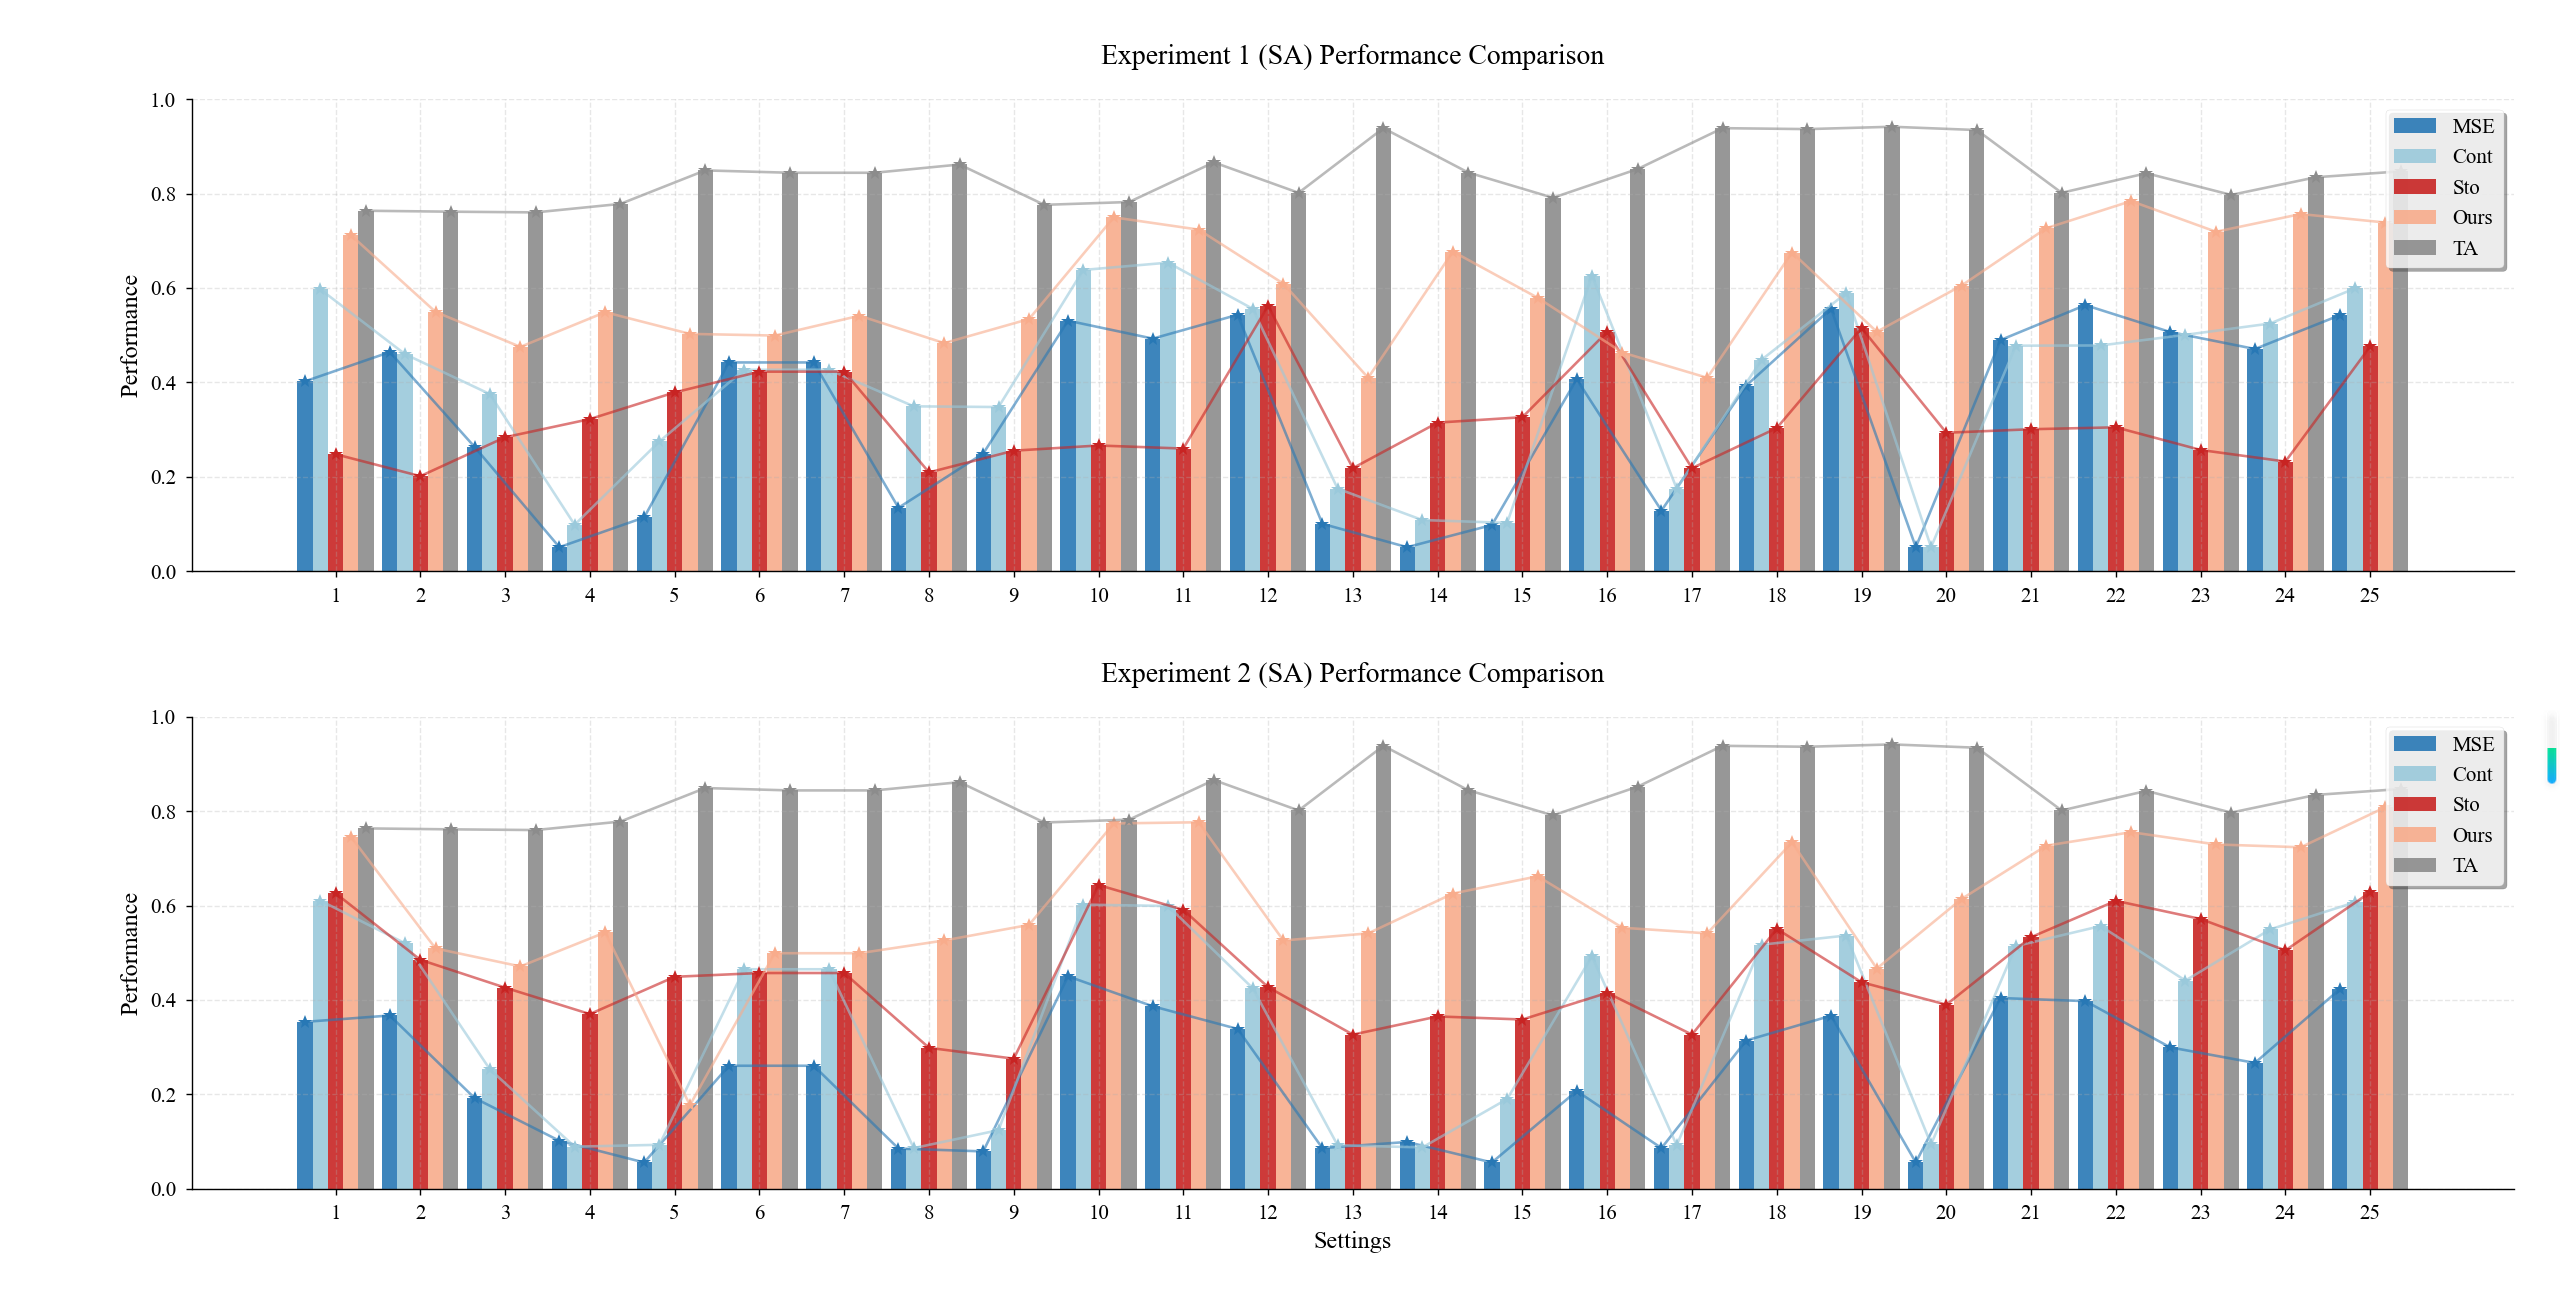 Experiment 1 (SA) Performance Comparison
Performance
1.0
0.8
0.6
0.4
0.2
0.0
MSE
Cont
Sto
Ours
TA
1 2 3 4 5 6 7 8 9 10 11 12 13 14 15 16 17 18 19 20 21 22 23 24 25
Experiment 2 (SA) Performance Comparison
Performance
1.0
0.8
0.6
0.4
0.2
0.0
MSE
Cont
Sto
Ours
TA
1 2 3 4 5 6 7 8 9 10 11 12 13 14 15 16 17 18 19 20 21 22 23 24 25
Settings